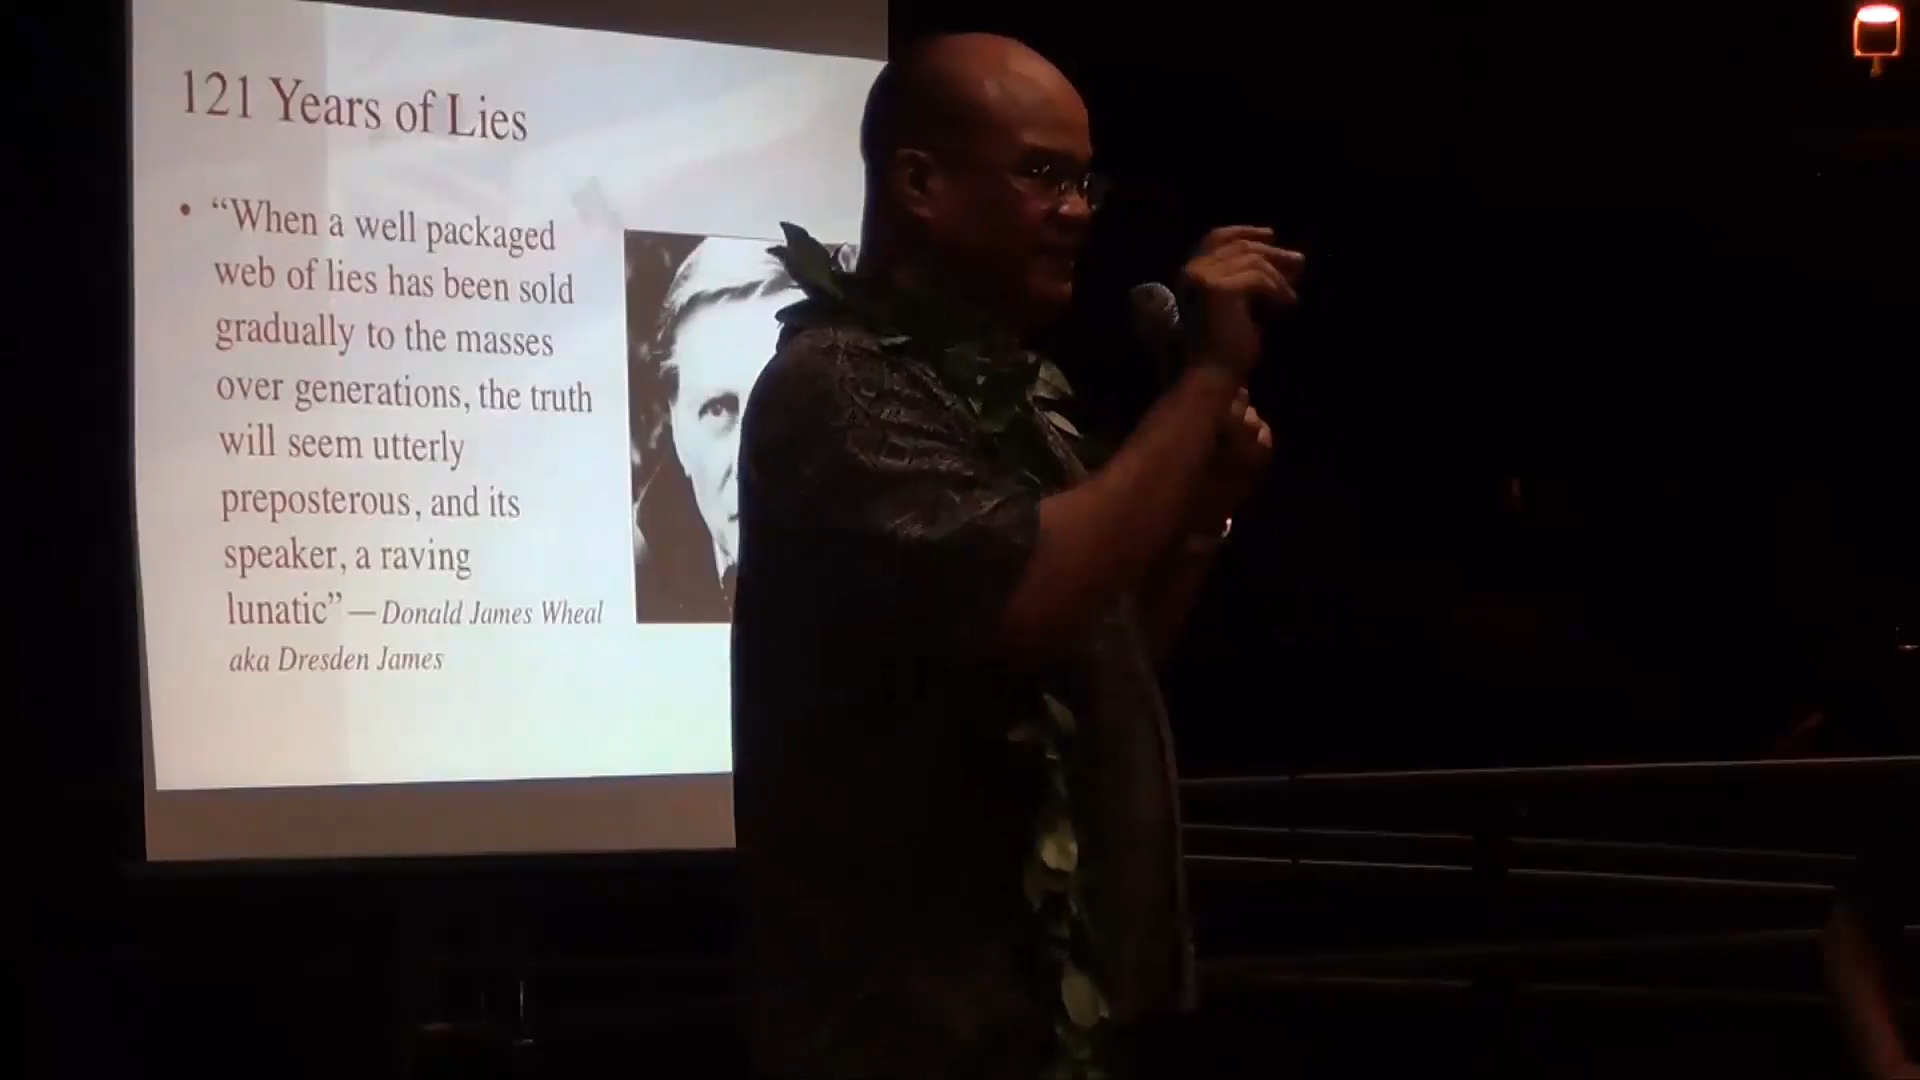 121 Years of Lies
• “When a well packaged
web of lies has been sold
gradually to the masses
over generations, the truth
will seem utterly
preposterous, and its
speaker, a raving
lunatic” — Donald James Wheal
aka Dresden James